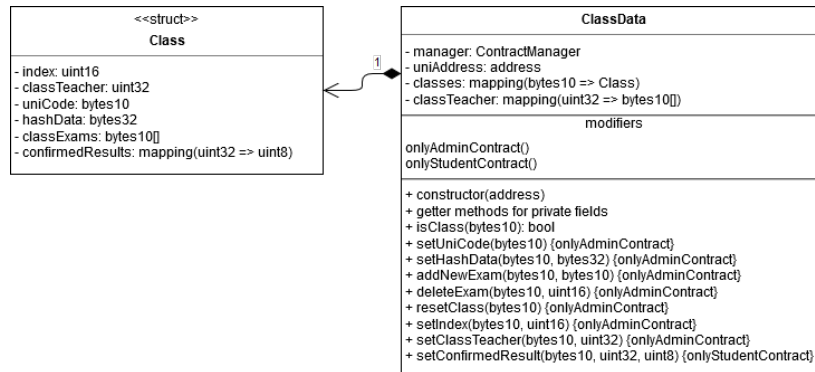 <<struct>>
Class
- index: uint16
- classTeacher: uint32
- uniCode: bytes10
- hashData: bytes32
- classExams: bytes10[]
- confirmedResults: mapping(uint32 => uint8)
1
ClassData
- manager: ContractManager
- uniAddress: address
- classes: mapping(bytes10 => Class)
- classTeacher: mapping(uint32 => bytes10[])
modifiers
onlyAdminContract()
onlyStudentContract()
+ constructor(address)
+ getter methods for private fields
+ isClass(bytes10): bool
+ setUniCode(bytes10) {onlyAdminContract}
+ setHashData(bytes10, bytes32) {onlyAdminContract}
+ addNewExam(bytes10, bytes10) {onlyAdminContract}
+ deleteExam(bytes10, uint16) {onlyAdminContract}
+ resetClass(bytes10) {onlyAdminContract}
+ setIndex(bytes10, uint16) {onlyAdminContract}
+ setClassTeacher(bytes10, uint32) {onlyAdminContract}
+ setConfirmedResult(bytes10, uint32, uint8) {onlyStudentContract}